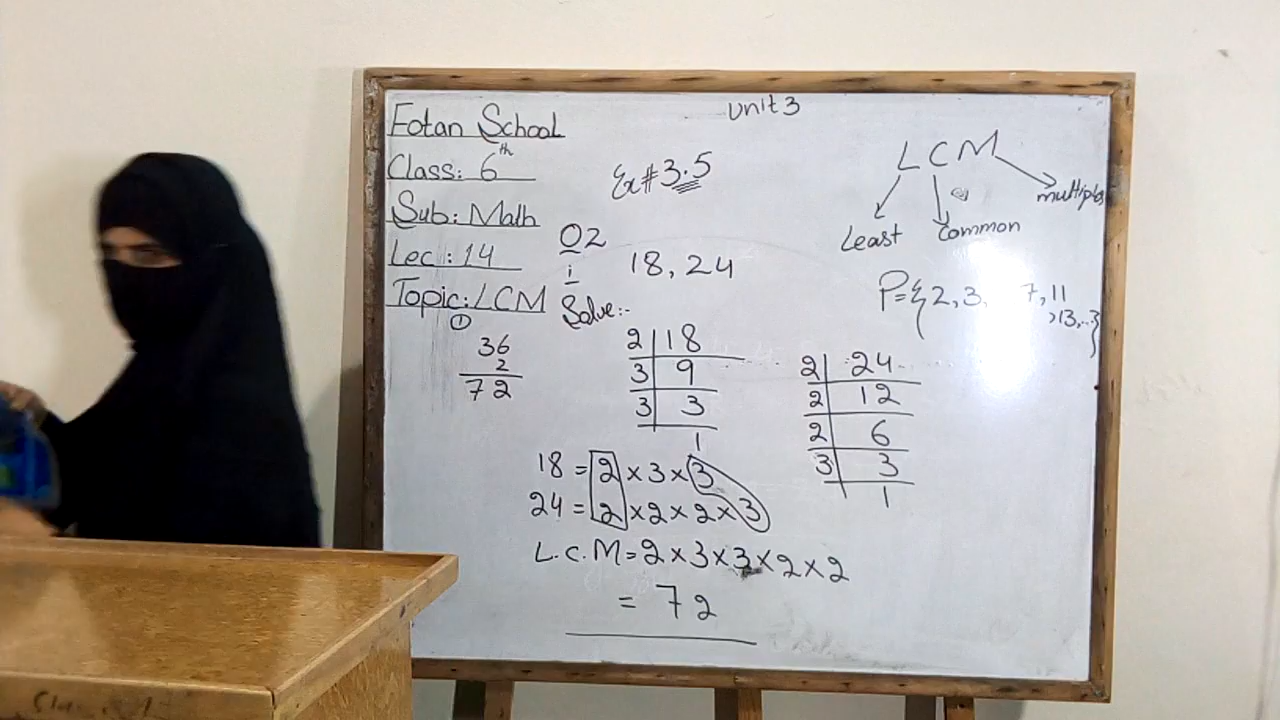 Unit 3
Fotan School
Class: 6th
Sub: Math
Lec: 14
Topic: LCM
①
Ex# 3.5
LCM
Least Common multiples
P={2, 3, 7, 11
,13,...}
Q2
i
18, 24
Solve:-
36
2
72
2 | 18
3 | 9
3 | 3
1
2 | 24
2 | 12
2 | 6
3 | 3
1
18 = 2 × 3 × 3
24 = 2 × 2 × 2 × 3
L.C.M = 2 × 3 × 3 × 2 × 2
= 72